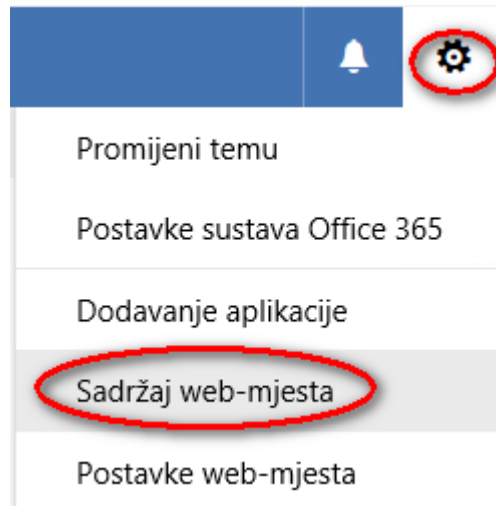 Promijeni temu
Postavke sustava Office 365
Dodavanje aplikacije
Sadržaj web-mjesta
Postavke web-mjesta